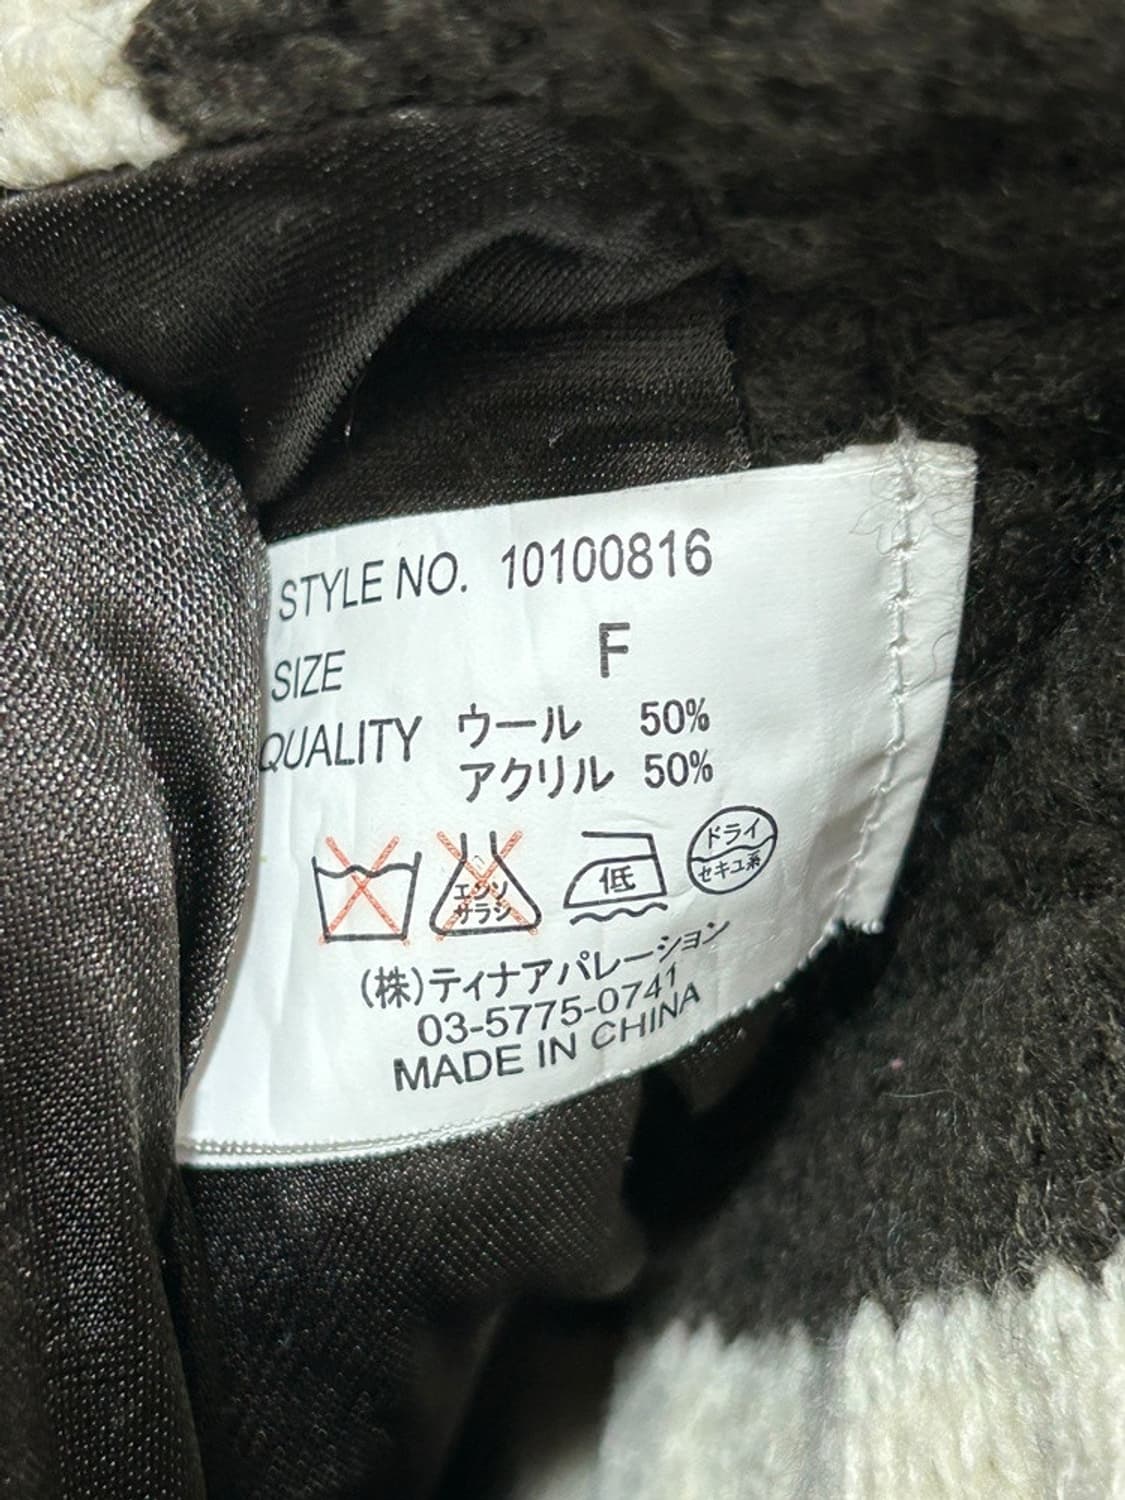 STYLE NO. 10100816
SIZE F
QUALITY ウール 50%
アクリル 50%
エンソ
サラシ
低
ドライ
セキユ系
(株)ティナアパレーション
03-5775-0741
MADE IN CHINA